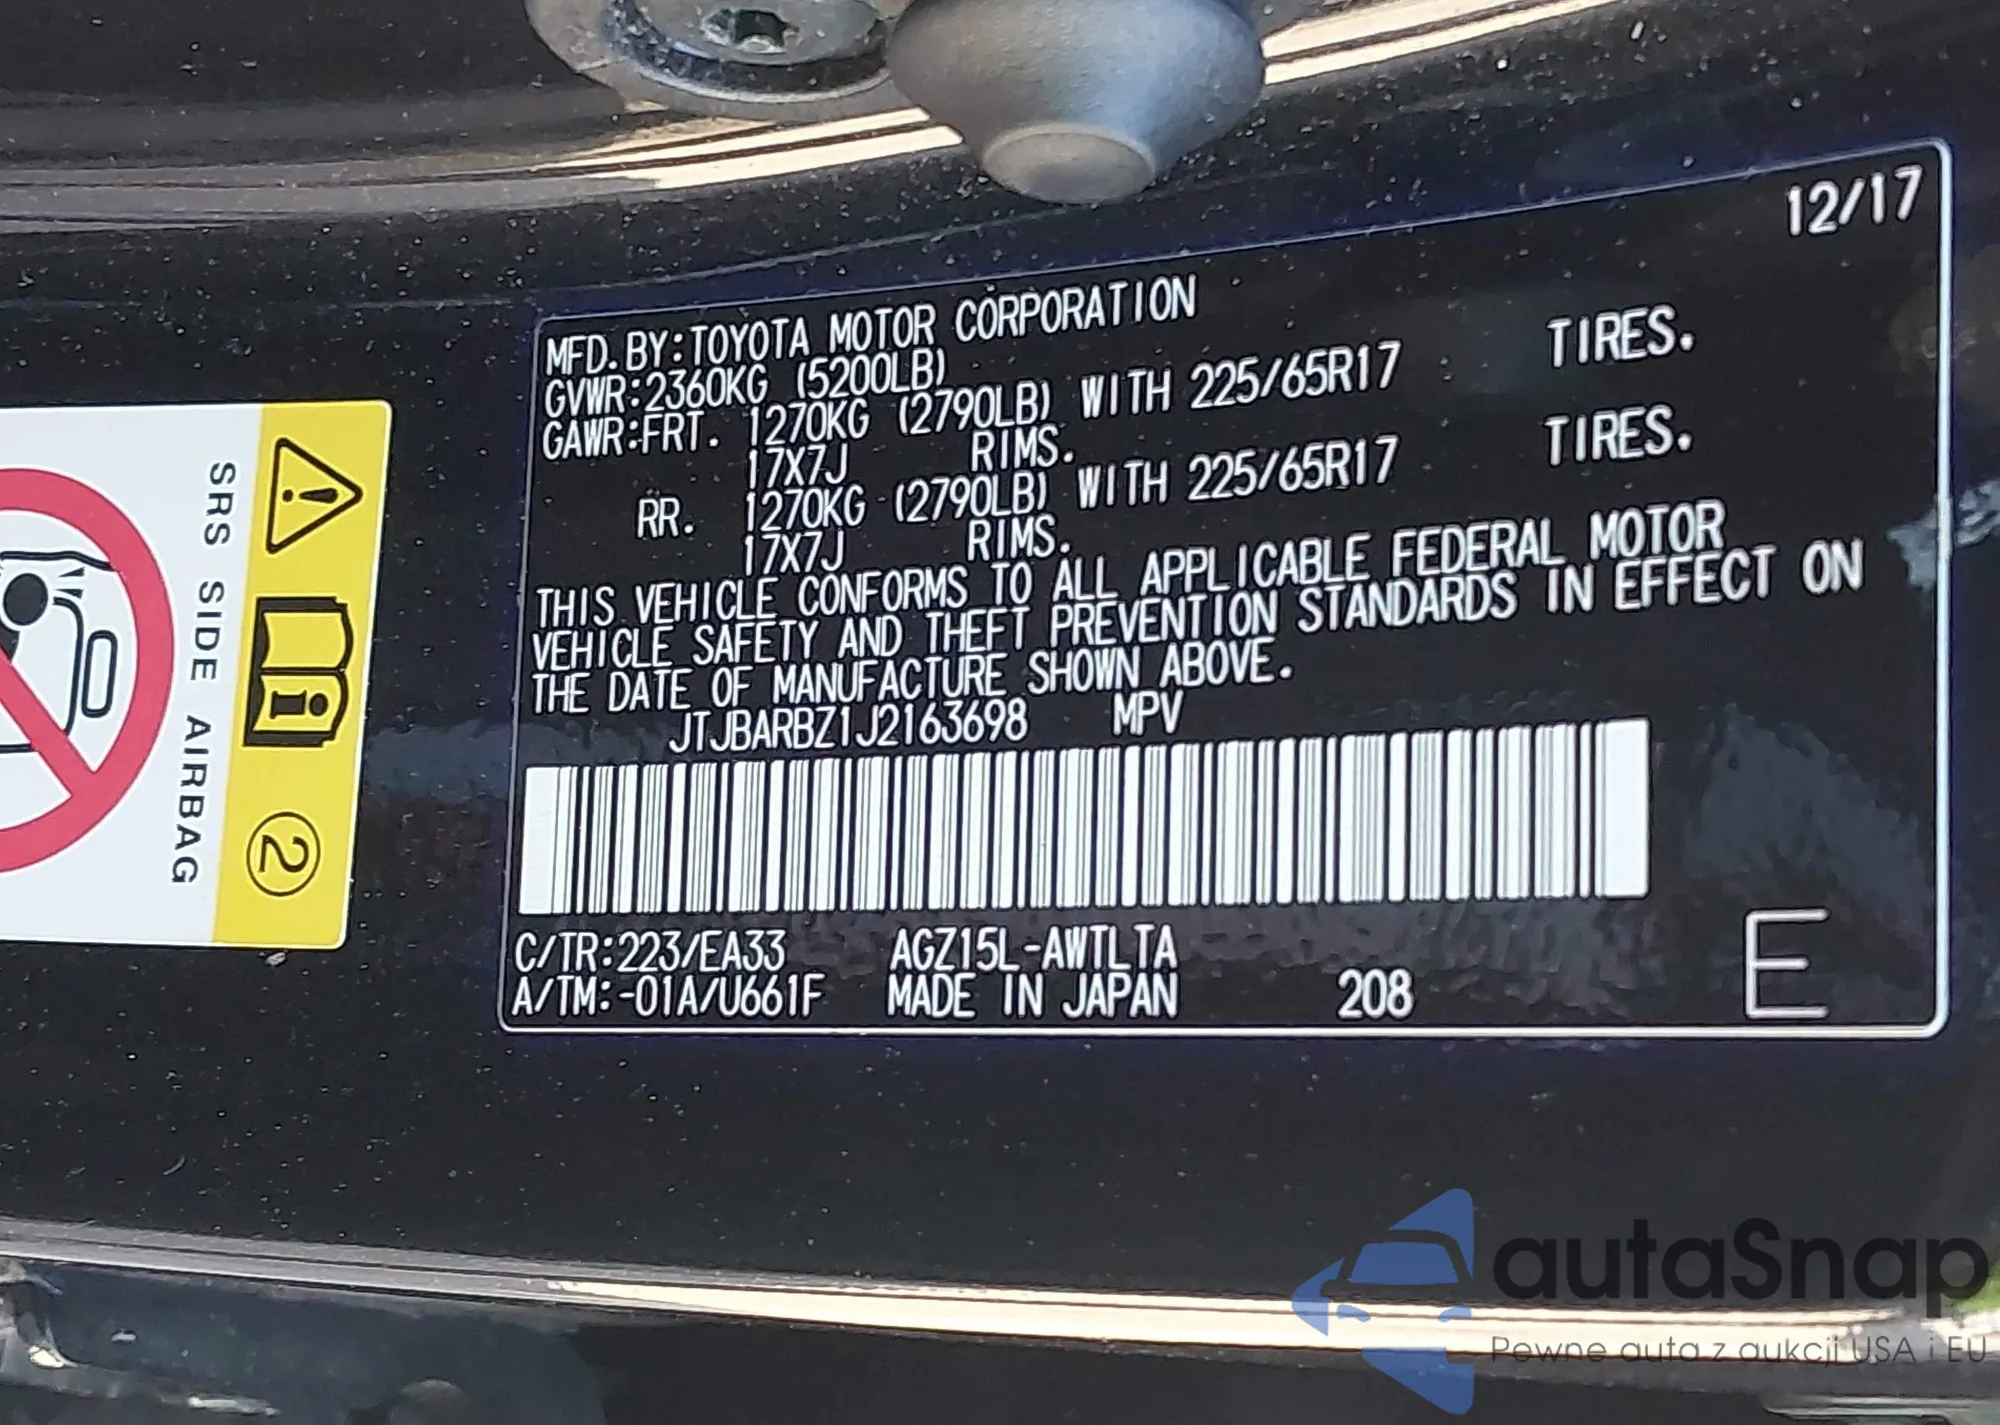 12/17
MFD. BY:TOYOTA MOTOR CORPORATION
GVWR:2360KG (5200LB)
GAWR:FRT. 1270KG (2790LB) WITH 225/65R17 TIRES.
17X7J RIMS.
RR. 1270KG (2790LB) WITH 225/65R17 TIRES.
17X7J RIMS.
THIS VEHICLE CONFORMS TO ALL APPLICABLE FEDERAL MOTOR
VEHICLE SAFETY AND THEFT PREVENTION STANDARDS IN EFFECT ON
THE DATE OF MANUFACTURE SHOWN ABOVE.
JTJBARBZ1J2163698 MPV
C/TR:223/EA33 AGZ15L-AWTLTA
A/TM:-01A/U661F MADE IN JAPAN 208 E
SRS SIDE AIRBAG
2
autaSnap
Pewne auta z aukcji USA i EU